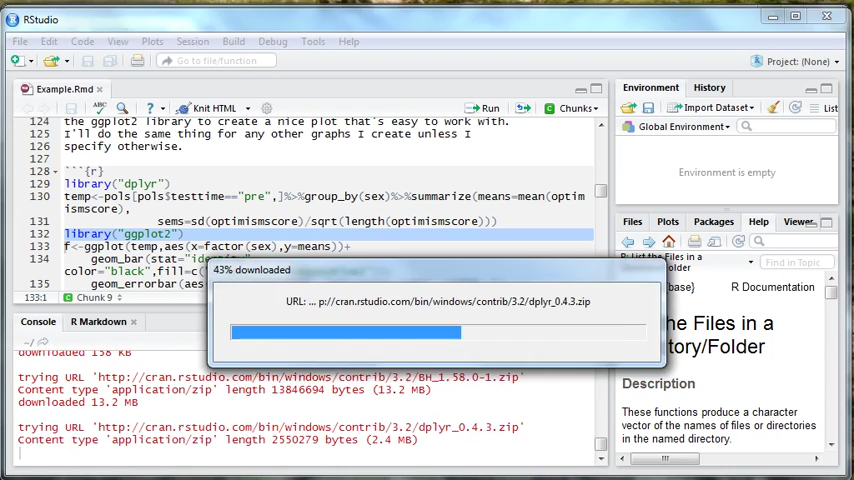 RStudio
File Edit Code View Plots Session Build Debug Tools Help
Go to file/function
Project: (None)
Example.Rmd
ABC
Knit HTML
Run
Chunks
124 the ggplot2 library to create a nice plot that's easy to work with.
125 I'll do the same thing for any other graphs I create unless I
126 specify otherwise.
127
128 ```{r}
129 library("dplyr")
130 temp<-pols[pols$testtime=="pre",]%>%group_by(sex)%>%summarize(means=mean(optim
ismscore),
131 sems=sd(optimismscore)/sqrt(length(optimismscore)))
132 library("ggplot2")
133 f<-ggplot(temp,aes(x=factor(sex),y=means))+
134 geom_bar(stat="identity",
color="black",fill=c(
135 geom_errorbar(aes
133:1 Chunk 9
43% downloaded
URL: ... p://cran.rstudio.com/bin/windows/contrib/3.2/dplyr_0.4.3.zip
Console R Markdown
~/
downloaded 158 KB
trying URL 'http://cran.rstudio.com/bin/windows/contrib/3.2/BH_1.58.0-1.zip'
Content type 'application/zip' length 13846694 bytes (13.2 MB)
downloaded 13.2 MB
trying URL 'http://cran.rstudio.com/bin/windows/contrib/3.2/dplyr_0.4.3.zip'
Content type 'application/zip' length 2550279 bytes (2.4 MB)
Environment History
Import Dataset
List
Global Environment
Environment is empty
Files Plots Packages Help Viewer
R: List the Files in a
Find in Topic
{base} R Documentation
the Files in a
tory/Folder
Description
These functions produce a character
vector of the names of files or directories
in the named directory.